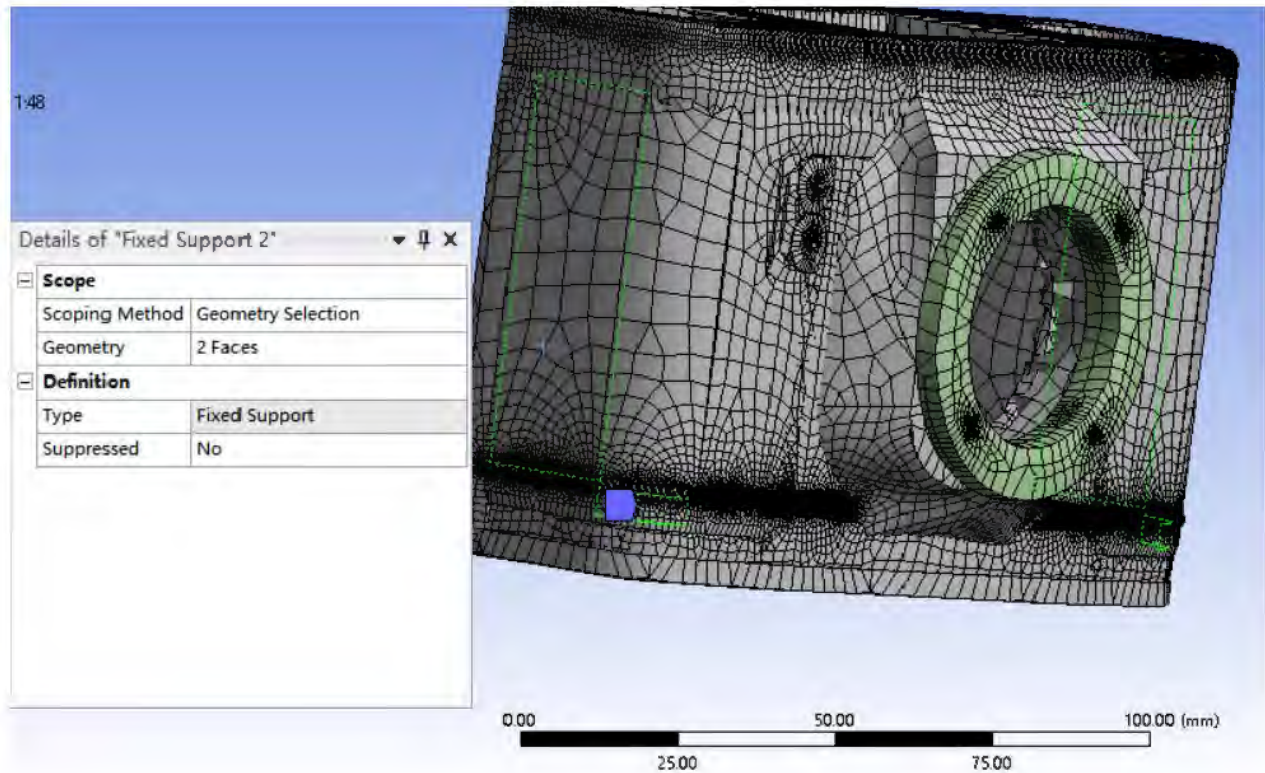 1:48
Details of "Fixed Support 2"
Scope
Scoping Method Geometry Selection
Geometry 2 Faces
Definition
Type Fixed Support
Suppressed No
0.00 50.00 100.00 (mm)
25.00 75.00